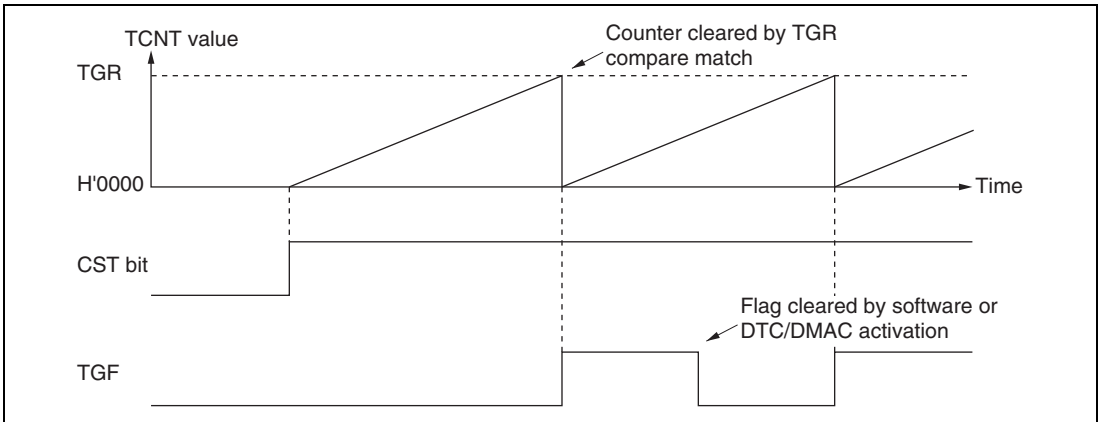 TCNT value
Counter cleared by TGR
compare match
TGR
H'0000
Time
CST bit
Flag cleared by software or
DTC/DMAC activation
TGF